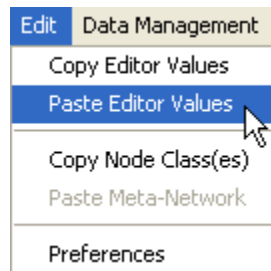 Edit Data Management
Copy Editor Values
Paste Editor Values
Copy Node Class(es)
Paste Meta-Network
Preferences